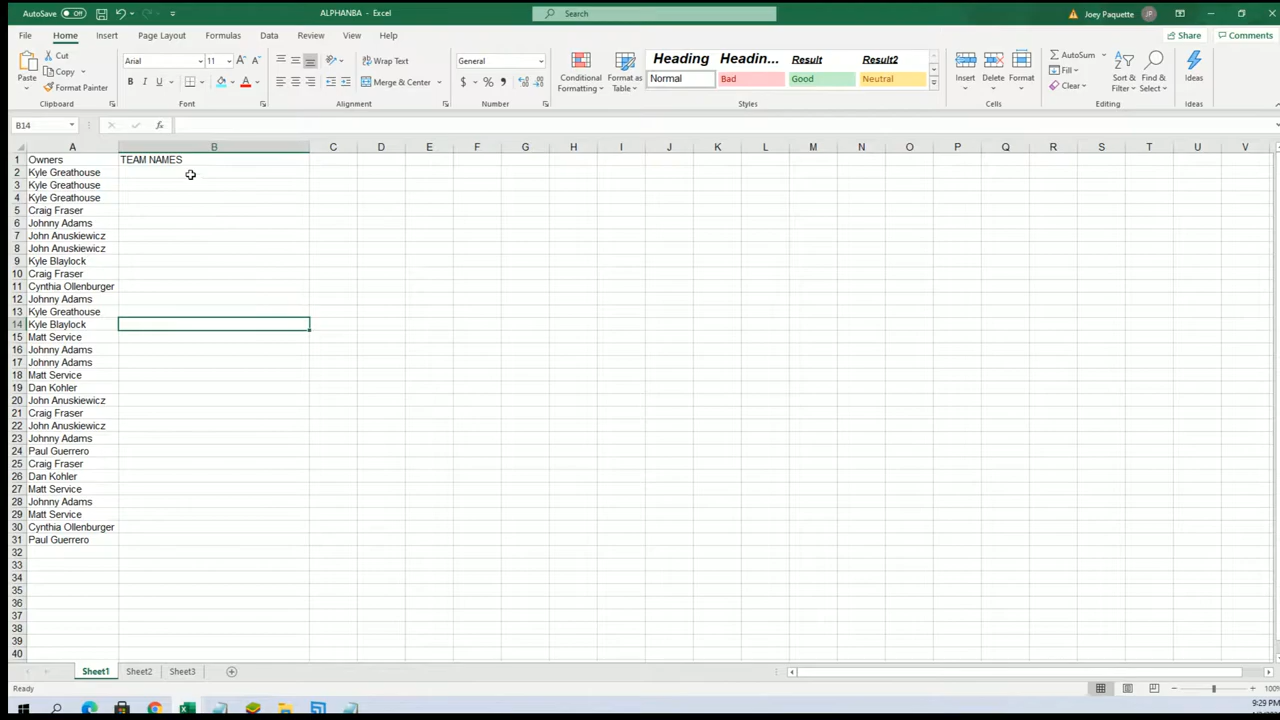 AutoSave Off ALPHANBA - Excel Search Joey Paquette JP
File Home Insert Page Layout Formulas Data Review View Help Share Comments
Paste Cut Copy Format Painter Clipboard
Arial 11 A A B I U A Font
Wrap Text Merge & Center Alignment
General $ % , Number
Conditional Formatting Format as Table
Heading Headin... Result Result2
Normal Bad Good Neutral
Styles
Insert Delete Format Cells
AutoSum Fill Clear Sort & Filter Find & Select Editing
Ideas Ideas
B14 fx
A B C D E F G H I J K L M N O P Q R S T U V
1 Owners TEAM NAMES
2 Kyle Greathouse
3 Kyle Greathouse
4 Kyle Greathouse
5 Craig Fraser
6 Johnny Adams
7 John Anuskiewicz
8 John Anuskiewicz
9 Kyle Blaylock
10 Craig Fraser
11 Cynthia Ollenburger
12 Johnny Adams
13 Kyle Greathouse
14 Kyle Blaylock
15 Matt Service
16 Johnny Adams
17 Johnny Adams
18 Matt Service
19 Dan Kohler
20 John Anuskiewicz
21 Craig Fraser
22 John Anuskiewicz
23 Johnny Adams
24 Paul Guerrero
25 Craig Fraser
26 Dan Kohler
27 Matt Service
28 Johnny Adams
29 Matt Service
30 Cynthia Ollenburger
31 Paul Guerrero
32
33
34
35
36
37
38
39
40
Sheet1 Sheet2 Sheet3
Ready 100%
9:29 PM